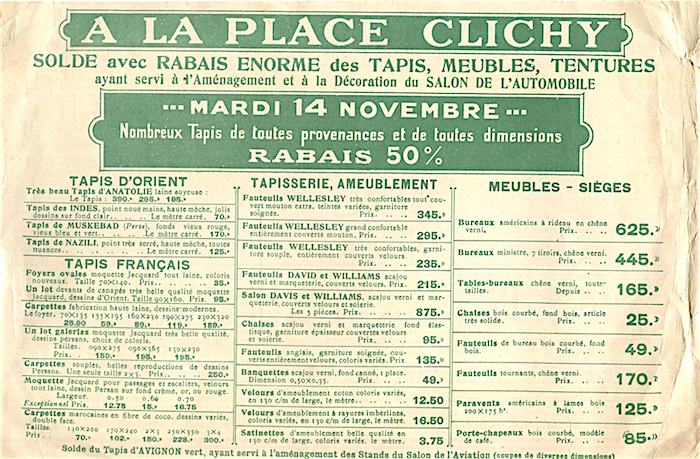 A LA PLACE CLICHY
SOLDE avec RABAIS ENORME des TAPIS, MEUBLES, TENTURES
ayant servi à l'Aménagement et à la Décoration du SALON DE L'AUTOMOBILE
MARDI 14 NOVEMBRE
Nombreux Tapis de toutes provenances et de toutes dimensions
RABAIS 50%
TAPIS D'ORIENT
Très beau Tapis d'ANATOLIE laine soyeuse :
Le Tapis : 390.» 295.» 195.»
Tapis des INDES, point noué main, haute mèche, jolis
dessins sur fond clair. . . . Le mètre carré. 70.»
Tapis de MUSKEBAD (Perse), fonds vieux rouge,
vieux bleu et vert. . . . Le mètre carré. 170.»
Tapis de NAZILI, point très serré, haute mèche, toutes
nuances. . . . Le mètre carré. 125.»
TAPIS FRANÇAIS
Foyers ovales moquette Jacquard tout laine, coloris
nouveaux. Taille 70×140. Prix. . . . 35.»
Un lot devants de canapés très belle qualité moquette
Jacquard, dessins d'Orient. Taille 90×160. Prix. 95.»
Carpettes fabrication haute laine, dessins modernes.
Le foyer. 70×135 135×195 160×230 190×275 230×320
25.90 59.» 89.» 119.» 189.»
Un lot galeries moquette Jacquard très belle qualité,
dessins persans, choix de coloris.
Tailles. 090×275 090×365 130×230
Prix. . 150.» 195.» 195.»
Carpettes souples, belles reproductions de dessins
Persans. Une seule taille 2×3. Prix. . . 250.»
Moquette Jacquard pour passages et escaliers, velours
tout laine, dessin Persan sur fond crème, or, ou rouge.
Largeur. 0.50 0.64 0.70
Exceptionnel Prix. 12.75 15.» 16.75
Carpettes marocaines en fibre de coco, dessins variés,
double face.
Tailles. 140×200 170×240 2×3 250×350 3×4
Prix : 70.» 102.» 150.» 228.» 300.»
TAPISSERIE, AMEUBLEMENT
Fauteuils WELLESLEY très confortables tout couvert
mouton extra, teintes variées, garniture
soignée. Prix. . . . 345.»
Fauteuils WELLESLEY grand confortable
entièrement couverts mouton. Prix. . . . 295.»
Fauteuils WELLESLEY très confortables, garniture
souple, entièrement couverts velours.
Prix. . . . 235.»
Fauteuils DAVID et WILLIAMS acajou
verni et marqueterie, couverts velours. Prix. 215.»
Salon DAVIS et WILLIAMS, acajou verni et marqueterie,
couverts velours et soierie.
Les 5 pièces. Prix. . . . 875.»
Chaises acajou verni et marqueterie fond élastique,
garniture épaisseur couvertes velours
et soierie. Prix. . . . 95.»
Fauteuils anglais, garniture soignée, couverts
entièrement velours, coloris variés. Prix. 135.»
Banquettes acajou verni, fond canné, 1 place.
Dimension 0,50×0,35. Prix. . . . 49.»
Velours d'ameublement coton coloris variés,
en 130 c/m de large, le mètre. . . . 12.50
Velours d'ameublement à rayures imberlines,
coloris variés, en 130 c/m de large, le mètre. 16.50
Satinettes d'ameublement belle qualité en
130 c/m de large, coloris variés, le mètre. 3.75
MEUBLES - SIÈGES
Bureaux américains à rideau en chêne
verni. Prix. . . . 625.»
Bureaux ministre, 7 tiroirs, chêne verni.
Prix. . . . 445.»
Tables-bureaux chêne verni, toutes
tailles. Depuis . . 165.»
Chaises bois courbé, fond bois, article
très solide. Prix. . . . 25.»
Fauteuils de bureau bois courbé, fond
bois. Prix. . . . 49.»
Fauteuils tournants, chêne verni.
Prix. . . . 170.»
Paravents américains à lames bois
200×175 h'. Prix. . . . 125.»
Porte-chapeaux bois courbé, modèle
de café. Prix. . . . 85.»
Solde du Tapis d'AVIGNON vert, ayant servi à l'aménagement des Stands du Salon de l'Aviation (coupes de diverses dimensions)